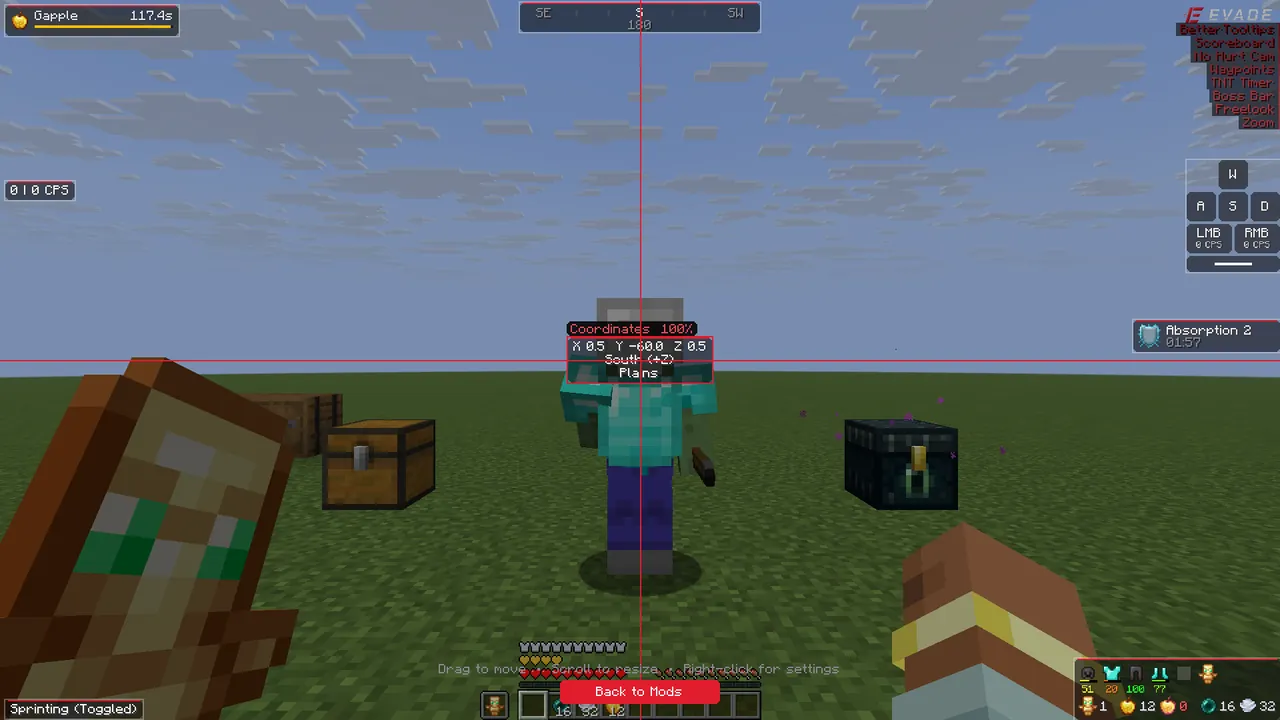 Gapple 117.4s
SE S SW
180
EVADE
Better Tooltips
Scoreboard
No Hurt Cam
Waypoints
TNT Timer
Boss Bar
Freelook
Zoom
0 | 0 CPS
W
A S D
LMB RMB
0 CPS 0 CPS
Coordinates 100%
X 0.5 Y -60.0 Z 0.5
South (+Z)
Plans
Absorption 2
01:57
Drag to move • Scroll to resize • Right-click for settings
Back to Mods
16 32 12
Sprinting (Toggled)
51 20 100 77
1 12 0 16 32